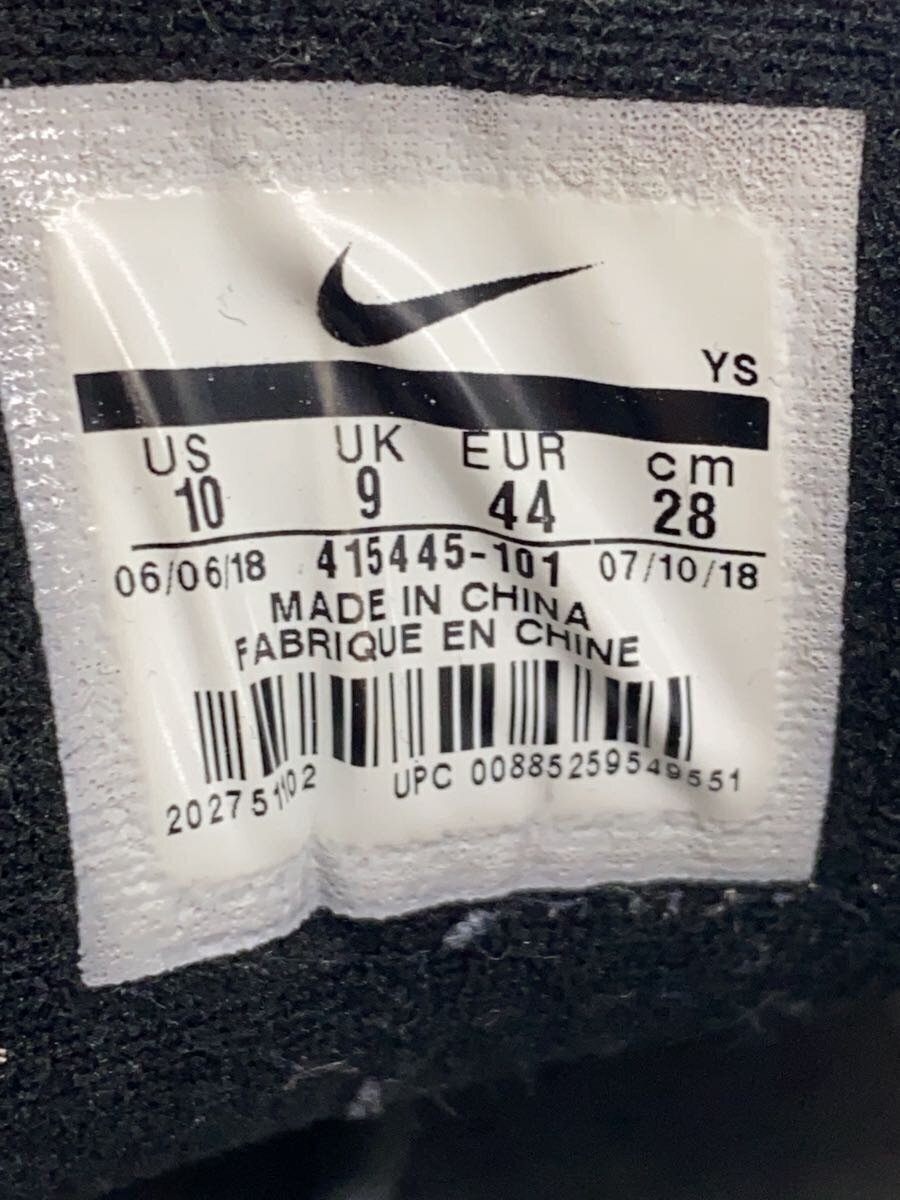 YS
US UK EUR cm
10 9 44 28
06/06/18 415445-101 07/10/18
MADE IN CHINA
FABRIQUE EN CHINE
2027511102 UPC 00885259549551